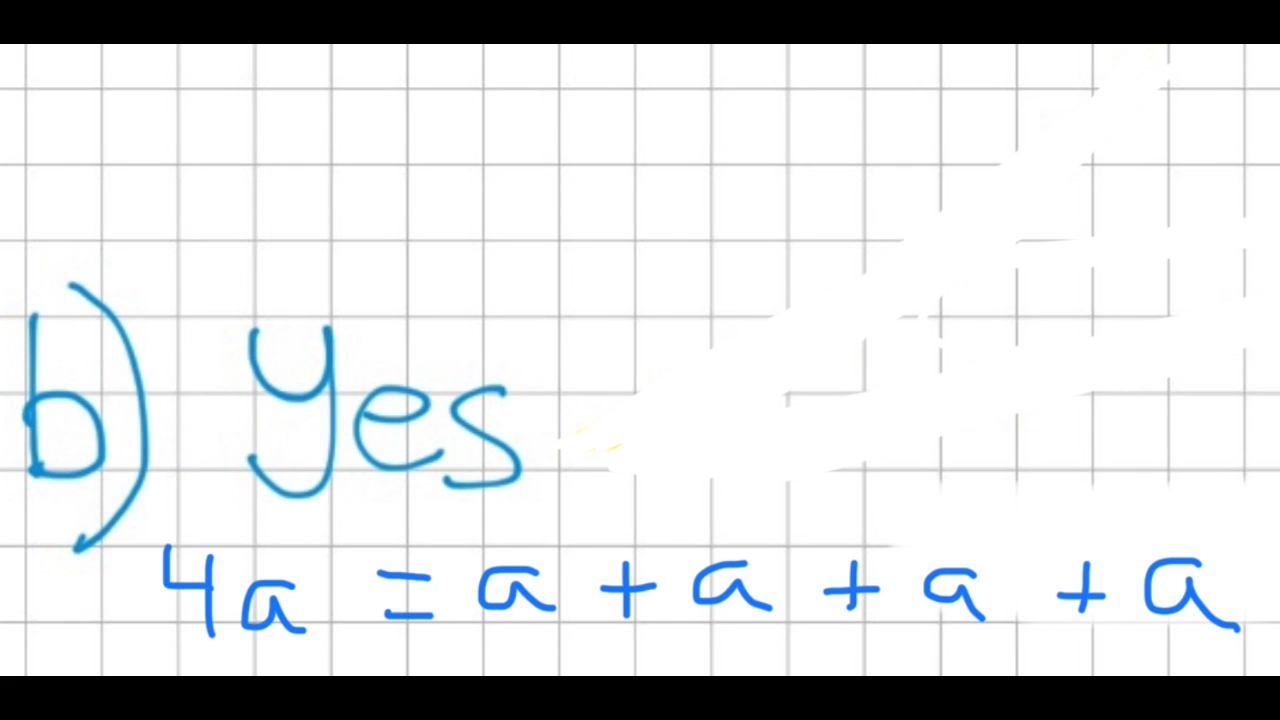 b) Yes
4a = a + a + a + a